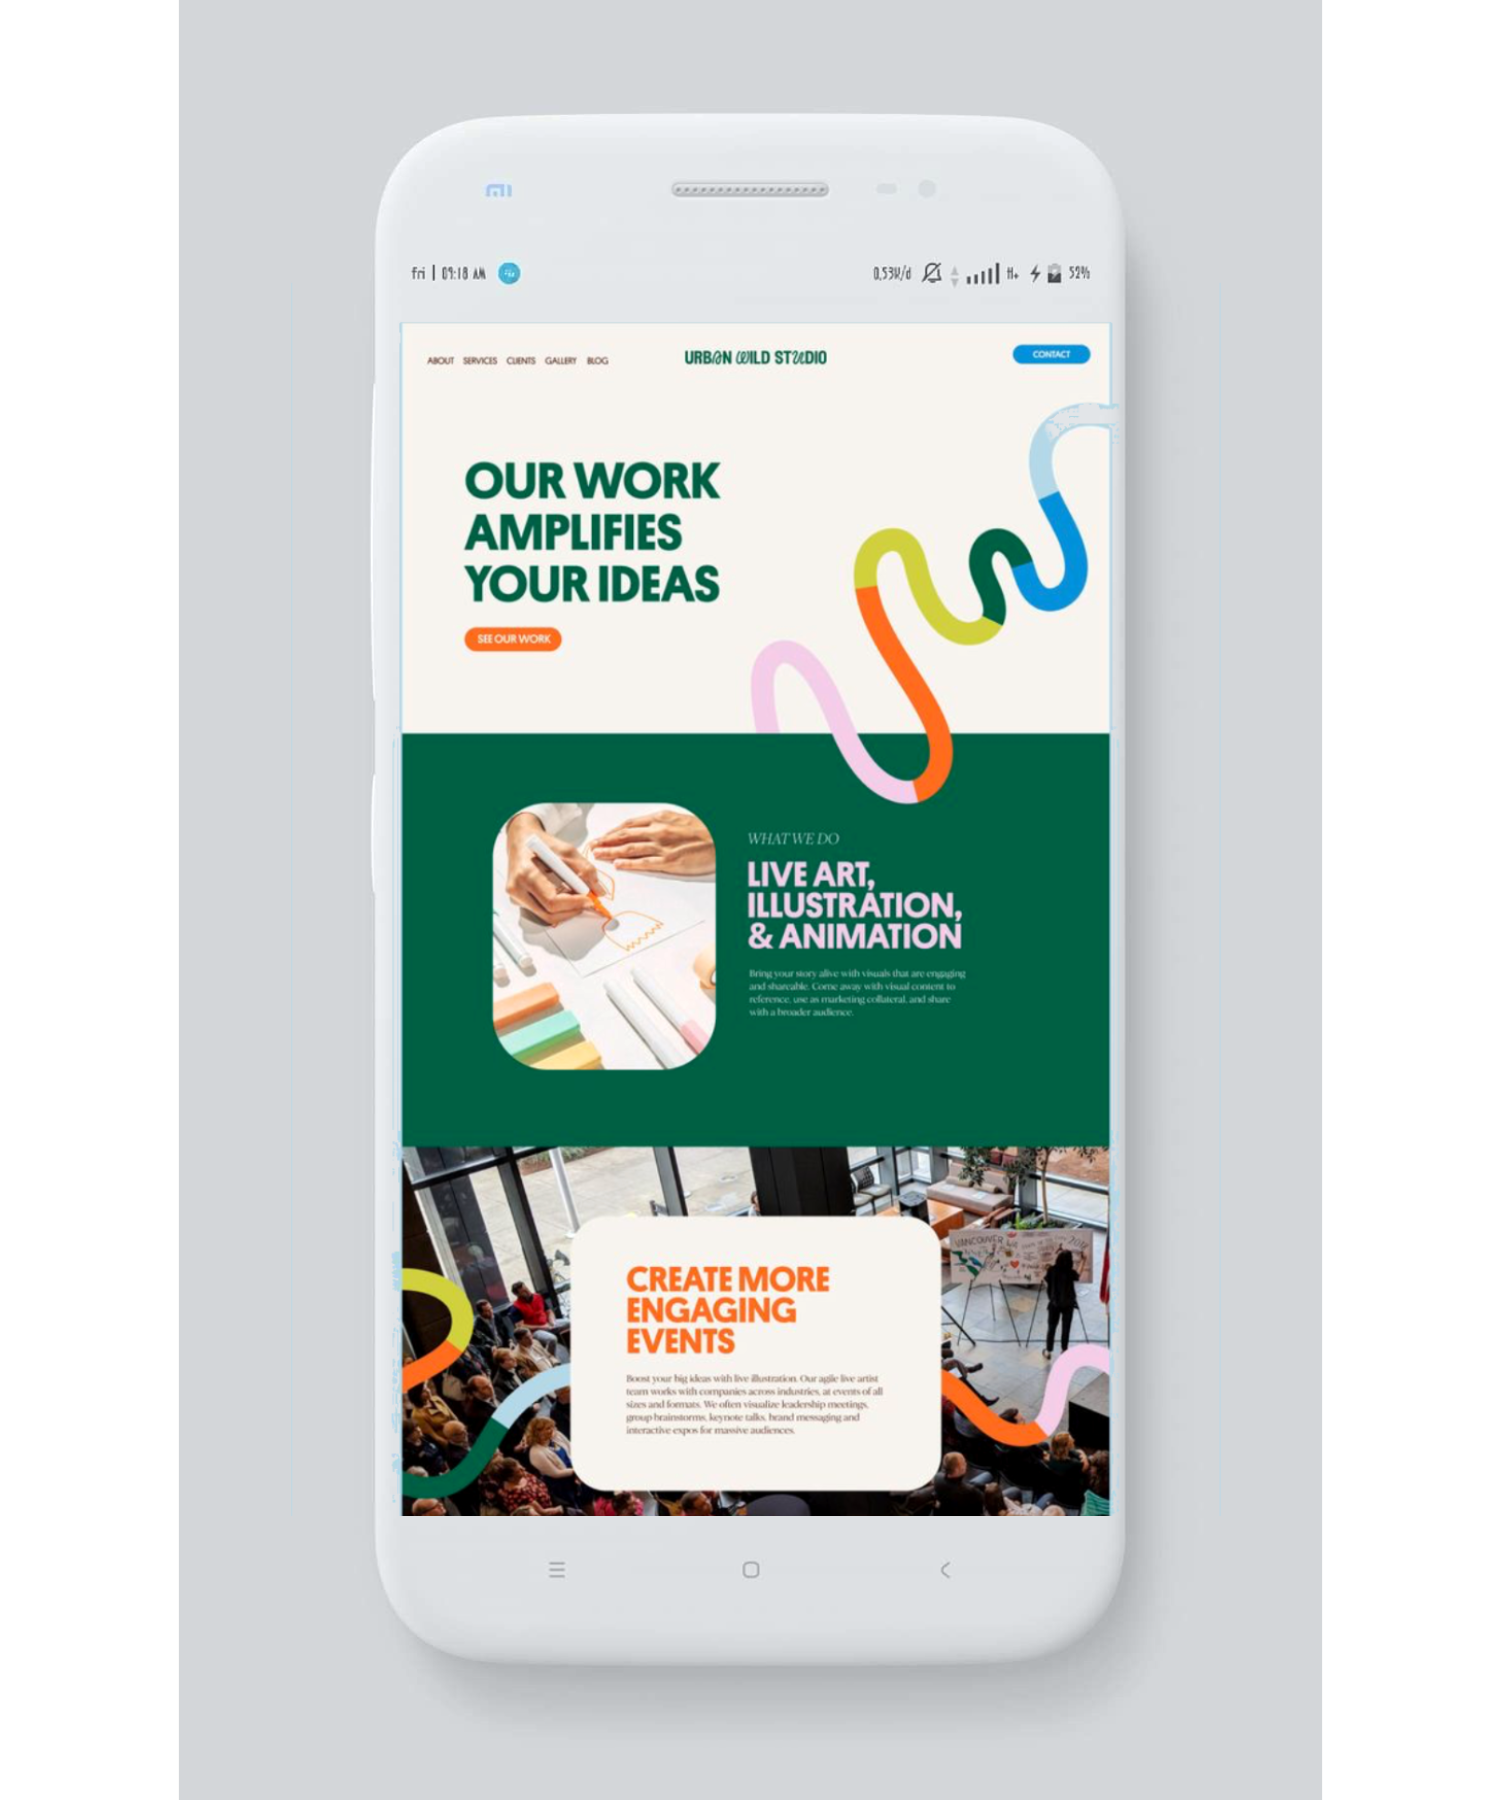 fri | 09:18 AM
0,53K/d H+ 52%
ABOUT SERVICES CLIENTS GALLERY BLOG
URBAN WILD STUDIO
CONTACT
OUR WORK
AMPLIFIES
YOUR IDEAS
SEE OUR WORK
WHAT WE DO
LIVE ART,
ILLUSTRATION,
& ANIMATION
Bring your story alive with visuals that are engaging
and shareable. Come away with visual content to
reference, use as marketing collateral, and share
with a broader audience.
VANCOUVER
CREATE MORE
ENGAGING
EVENTS
Boost your big ideas with live illustration. Our agile live artist
team works with companies across industries, at events of all
sizes and formats. We often visualize leadership meetings,
group brainstorms, keynote talks, brand messaging and
interactive expos for massive audiences.